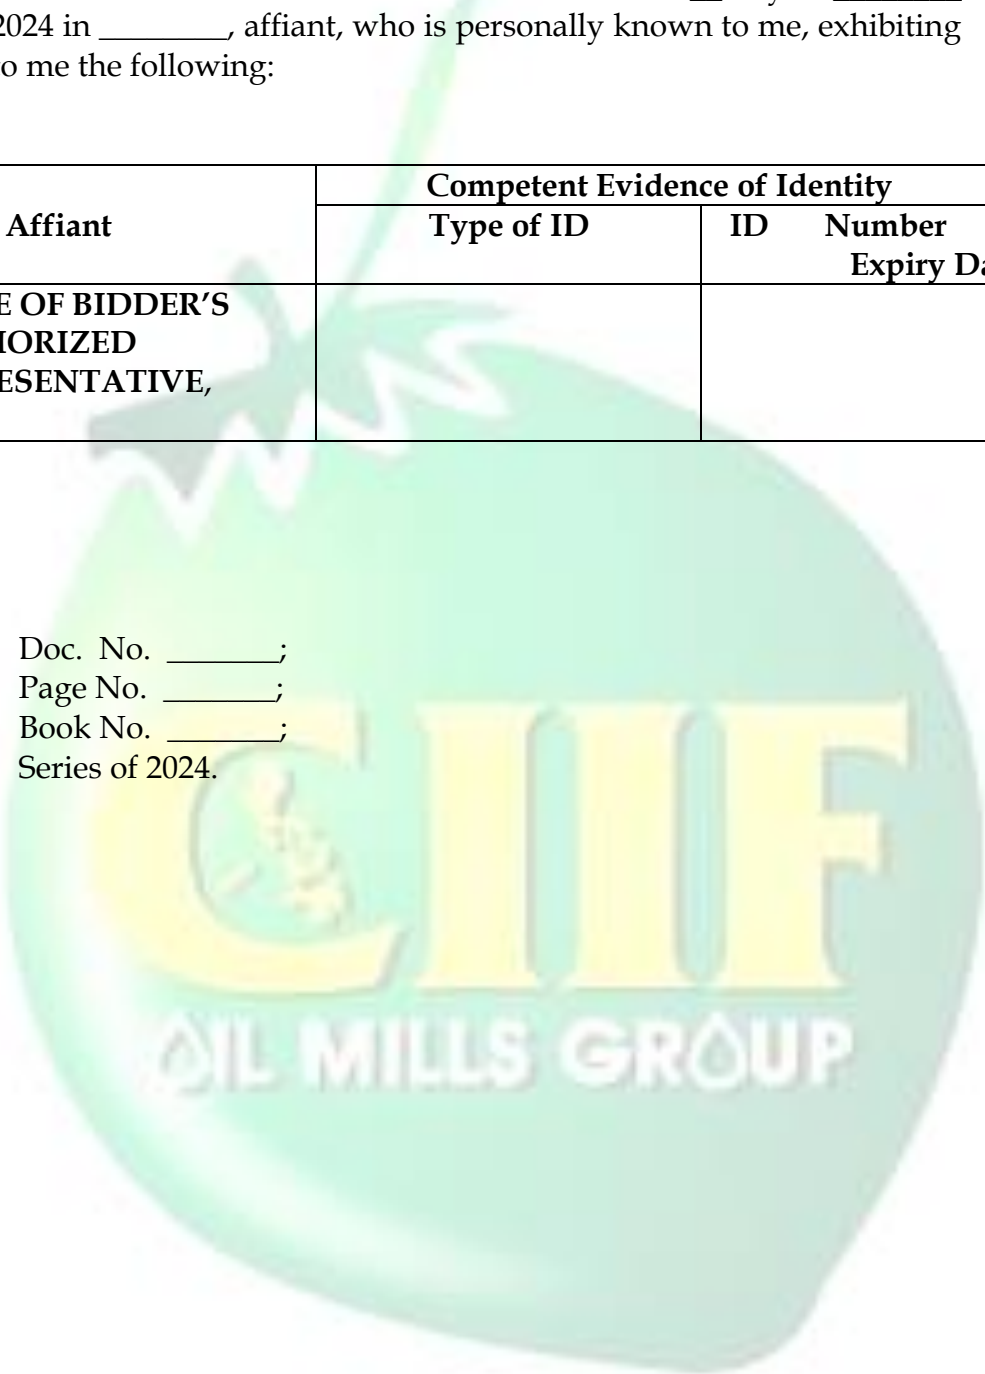 2024 in ________, affiant, who is personally known to me, exhibiting
o me the following:
Affiant
Competent Evidence of Identity
Type of ID
ID Number
Expiry Da
E OF BIDDER’S
HORIZED
ESENTATIVE,
Doc. No. _______;
Page No. _______;
Book No. _______;
Series of 2024.
CIIF
OIL MILLS GROUP